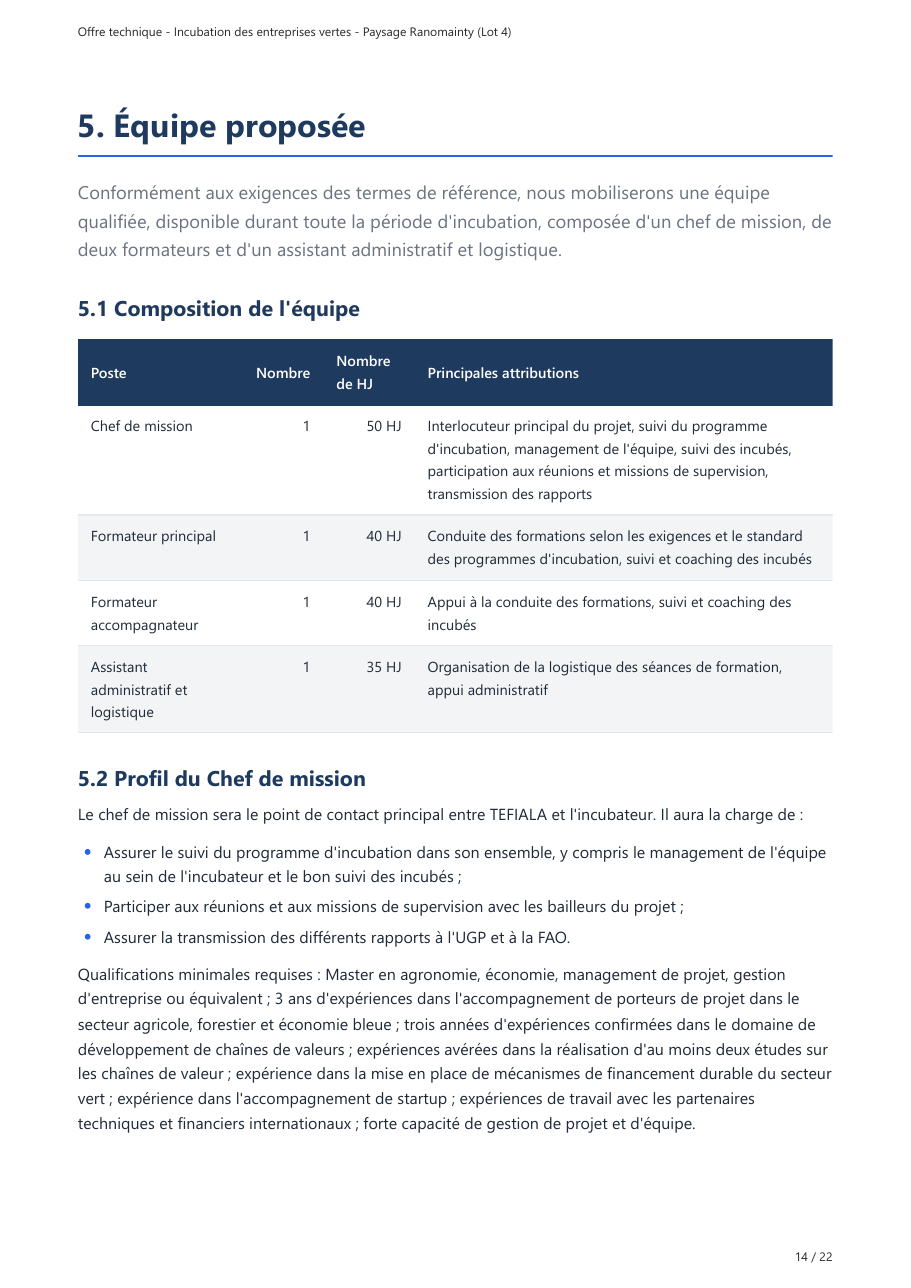 Offre technique - Incubation des entreprises vertes - Paysage Ranomainty (Lot 4)
5. Équipe proposée
Conformément aux exigences des termes de référence, nous mobiliserons une équipe
qualifiée, disponible durant toute la période d'incubation, composée d'un chef de mission, de
deux formateurs et d'un assistant administratif et logistique.
5.1 Composition de l'équipe
Poste Nombre Nombre de HJ Principales attributions
Chef de mission 1 50 HJ Interlocuteur principal du projet, suivi du programme
d'incubation, management de l'équipe, suivi des incubés,
participation aux réunions et missions de supervision,
transmission des rapports
Formateur principal 1 40 HJ Conduite des formations selon les exigences et le standard
des programmes d'incubation, suivi et coaching des incubés
Formateur 1 40 HJ Appui à la conduite des formations, suivi et coaching des
accompagnateur incubés
Assistant 1 35 HJ Organisation de la logistique des séances de formation,
administratif et appui administratif
logistique
5.2 Profil du Chef de mission
Le chef de mission sera le point de contact principal entre TEFIALA et l'incubateur. Il aura la charge de :
• Assurer le suivi du programme d'incubation dans son ensemble, y compris le management de l'équipe
au sein de l'incubateur et le bon suivi des incubés ;
• Participer aux réunions et aux missions de supervision avec les bailleurs du projet ;
• Assurer la transmission des différents rapports à l'UGP et à la FAO.
Qualifications minimales requises : Master en agronomie, économie, management de projet, gestion
d'entreprise ou équivalent ; 3 ans d'expériences dans l'accompagnement de porteurs de projet dans le
secteur agricole, forestier et économie bleue ; trois années d'expériences confirmées dans le domaine de
développement de chaînes de valeurs ; expériences avérées dans la réalisation d'au moins deux études sur
les chaînes de valeur ; expérience dans la mise en place de mécanismes de financement durable du secteur
vert ; expérience dans l'accompagnement de startup ; expériences de travail avec les partenaires
techniques et financiers internationaux ; forte capacité de gestion de projet et d'équipe.
14 / 22